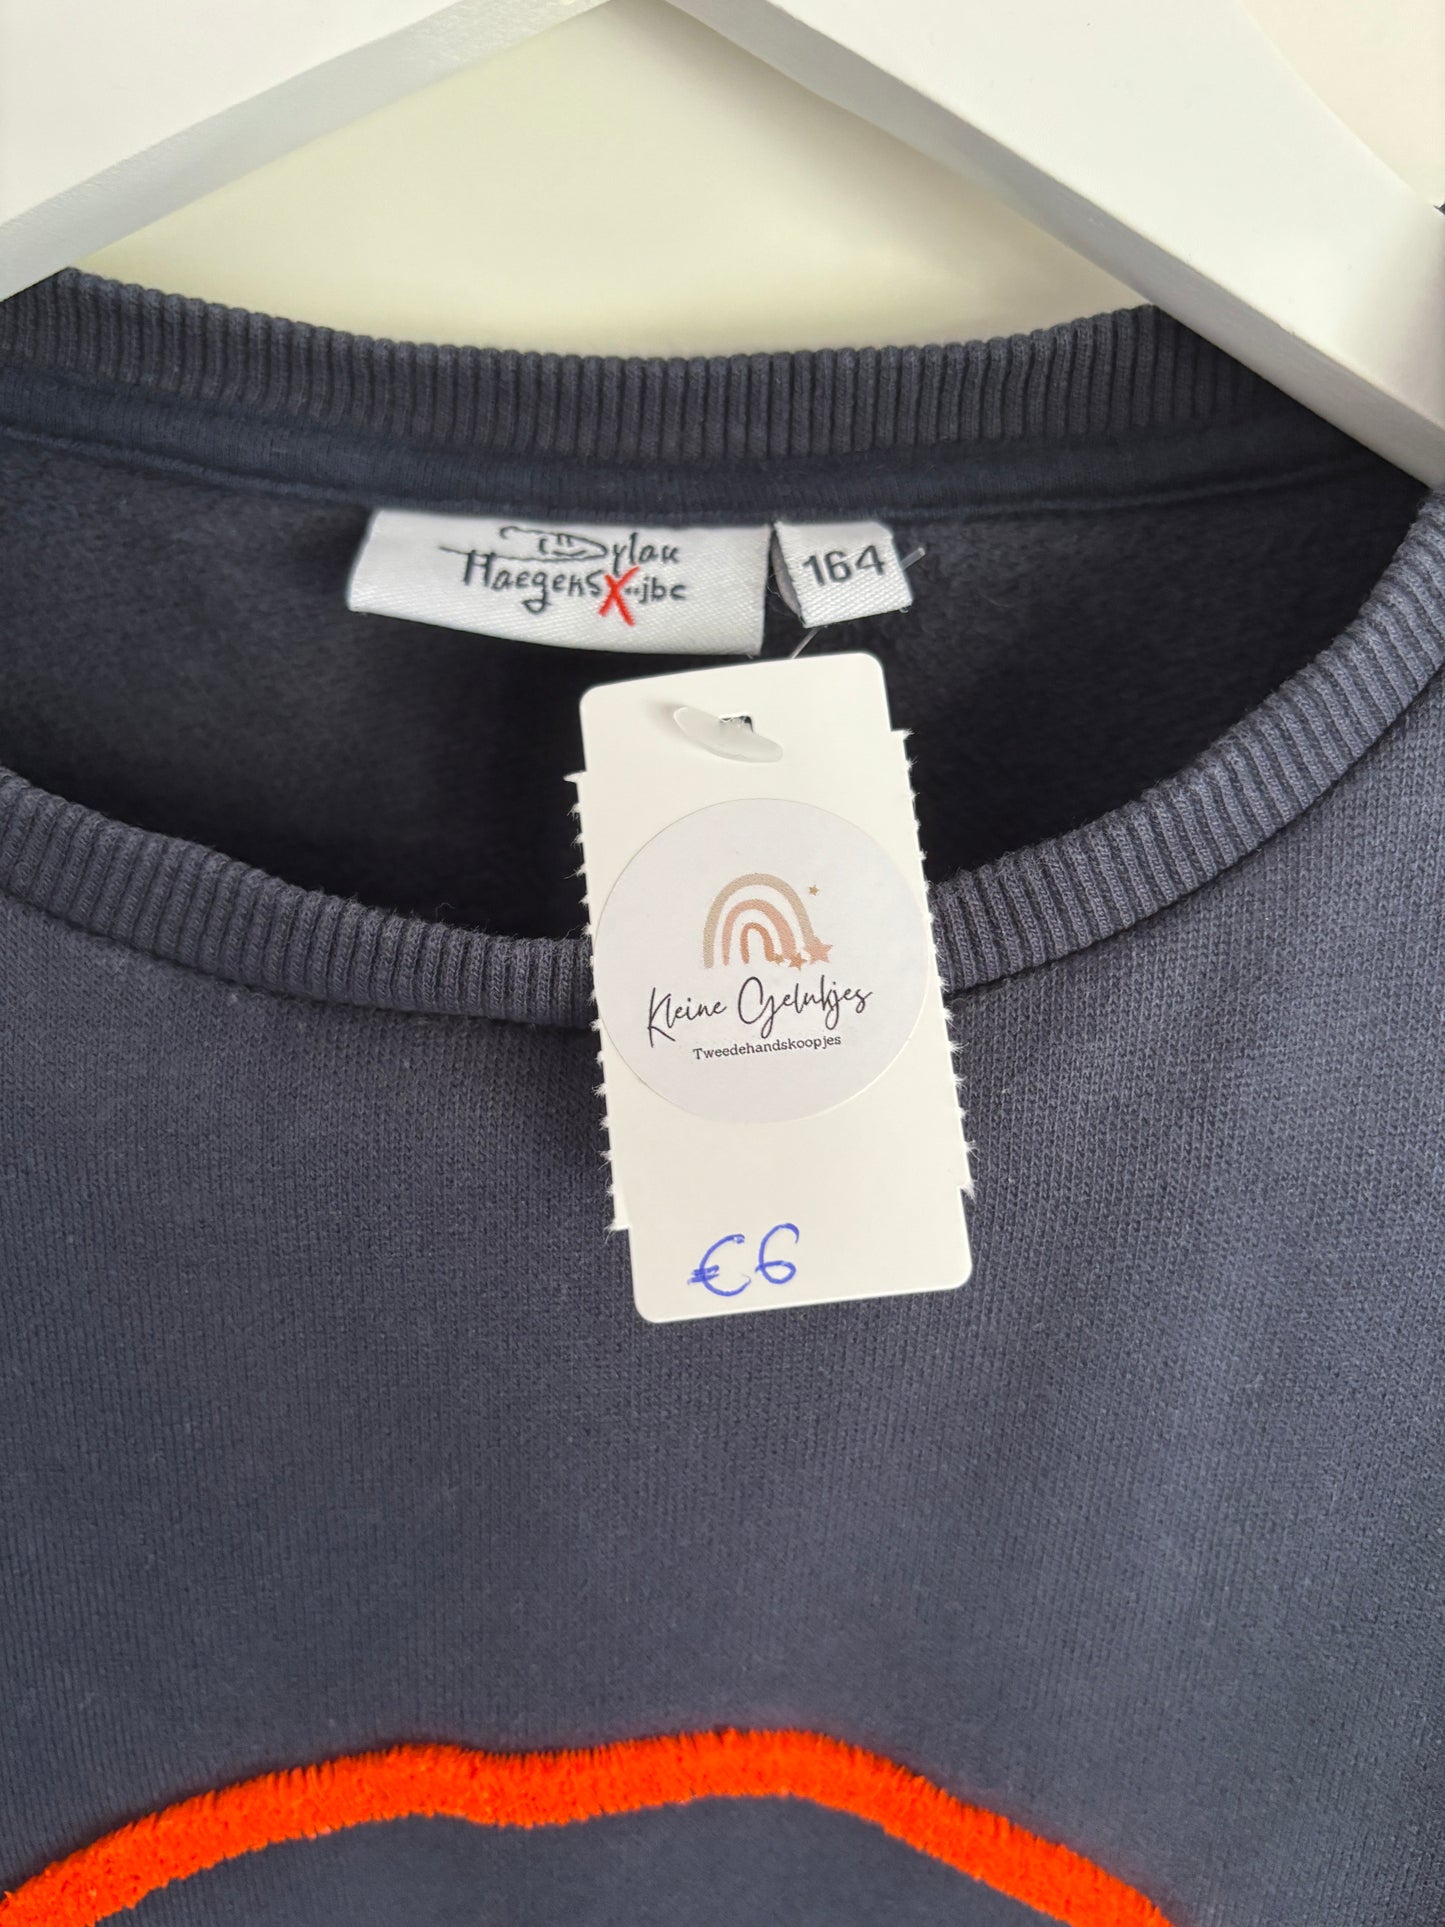 Dylan
Haegens X jbc
164
Kleine Gelukjes
Tweedehandskoopjes
€6